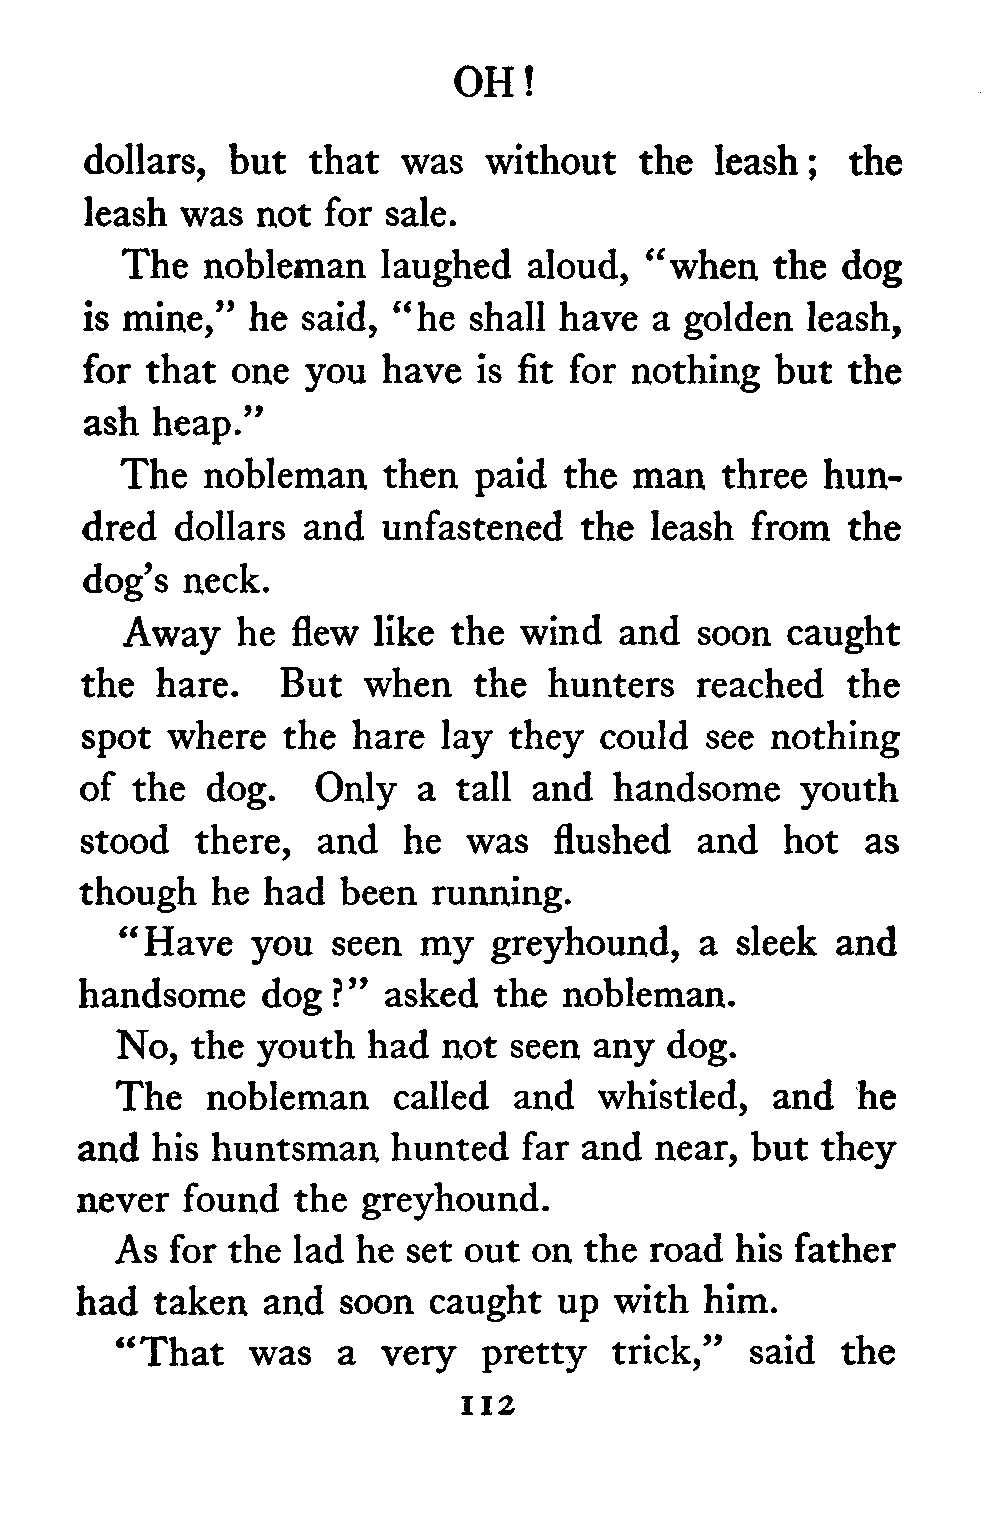 OH!
dollars, but that was without the leash; the
leash was not for sale.
The nobleman laughed aloud, “when the dog
is mine,” he said, “he shall have a golden leash,
for that one you have is fit for nothing but the
ash heap.”
The nobleman then paid the man three hun-
dred dollars and unfastened the leash from the
dog’s neck.
Away he flew like the wind and soon caught
the hare. But when the hunters reached the
spot where the hare lay they could see nothing
of the dog. Only a tall and handsome youth
stood there, and he was flushed and hot as
though he had been running.
“Have you seen my greyhound, a sleek and
handsome dog?” asked the nobleman.
No, the youth had not seen any dog.
The nobleman called and whistled, and he
and his huntsman hunted far and near, but they
never found the greyhound.
As for the lad he set out on the road his father
had taken and soon caught up with him.
“That was a very pretty trick,” said the
112